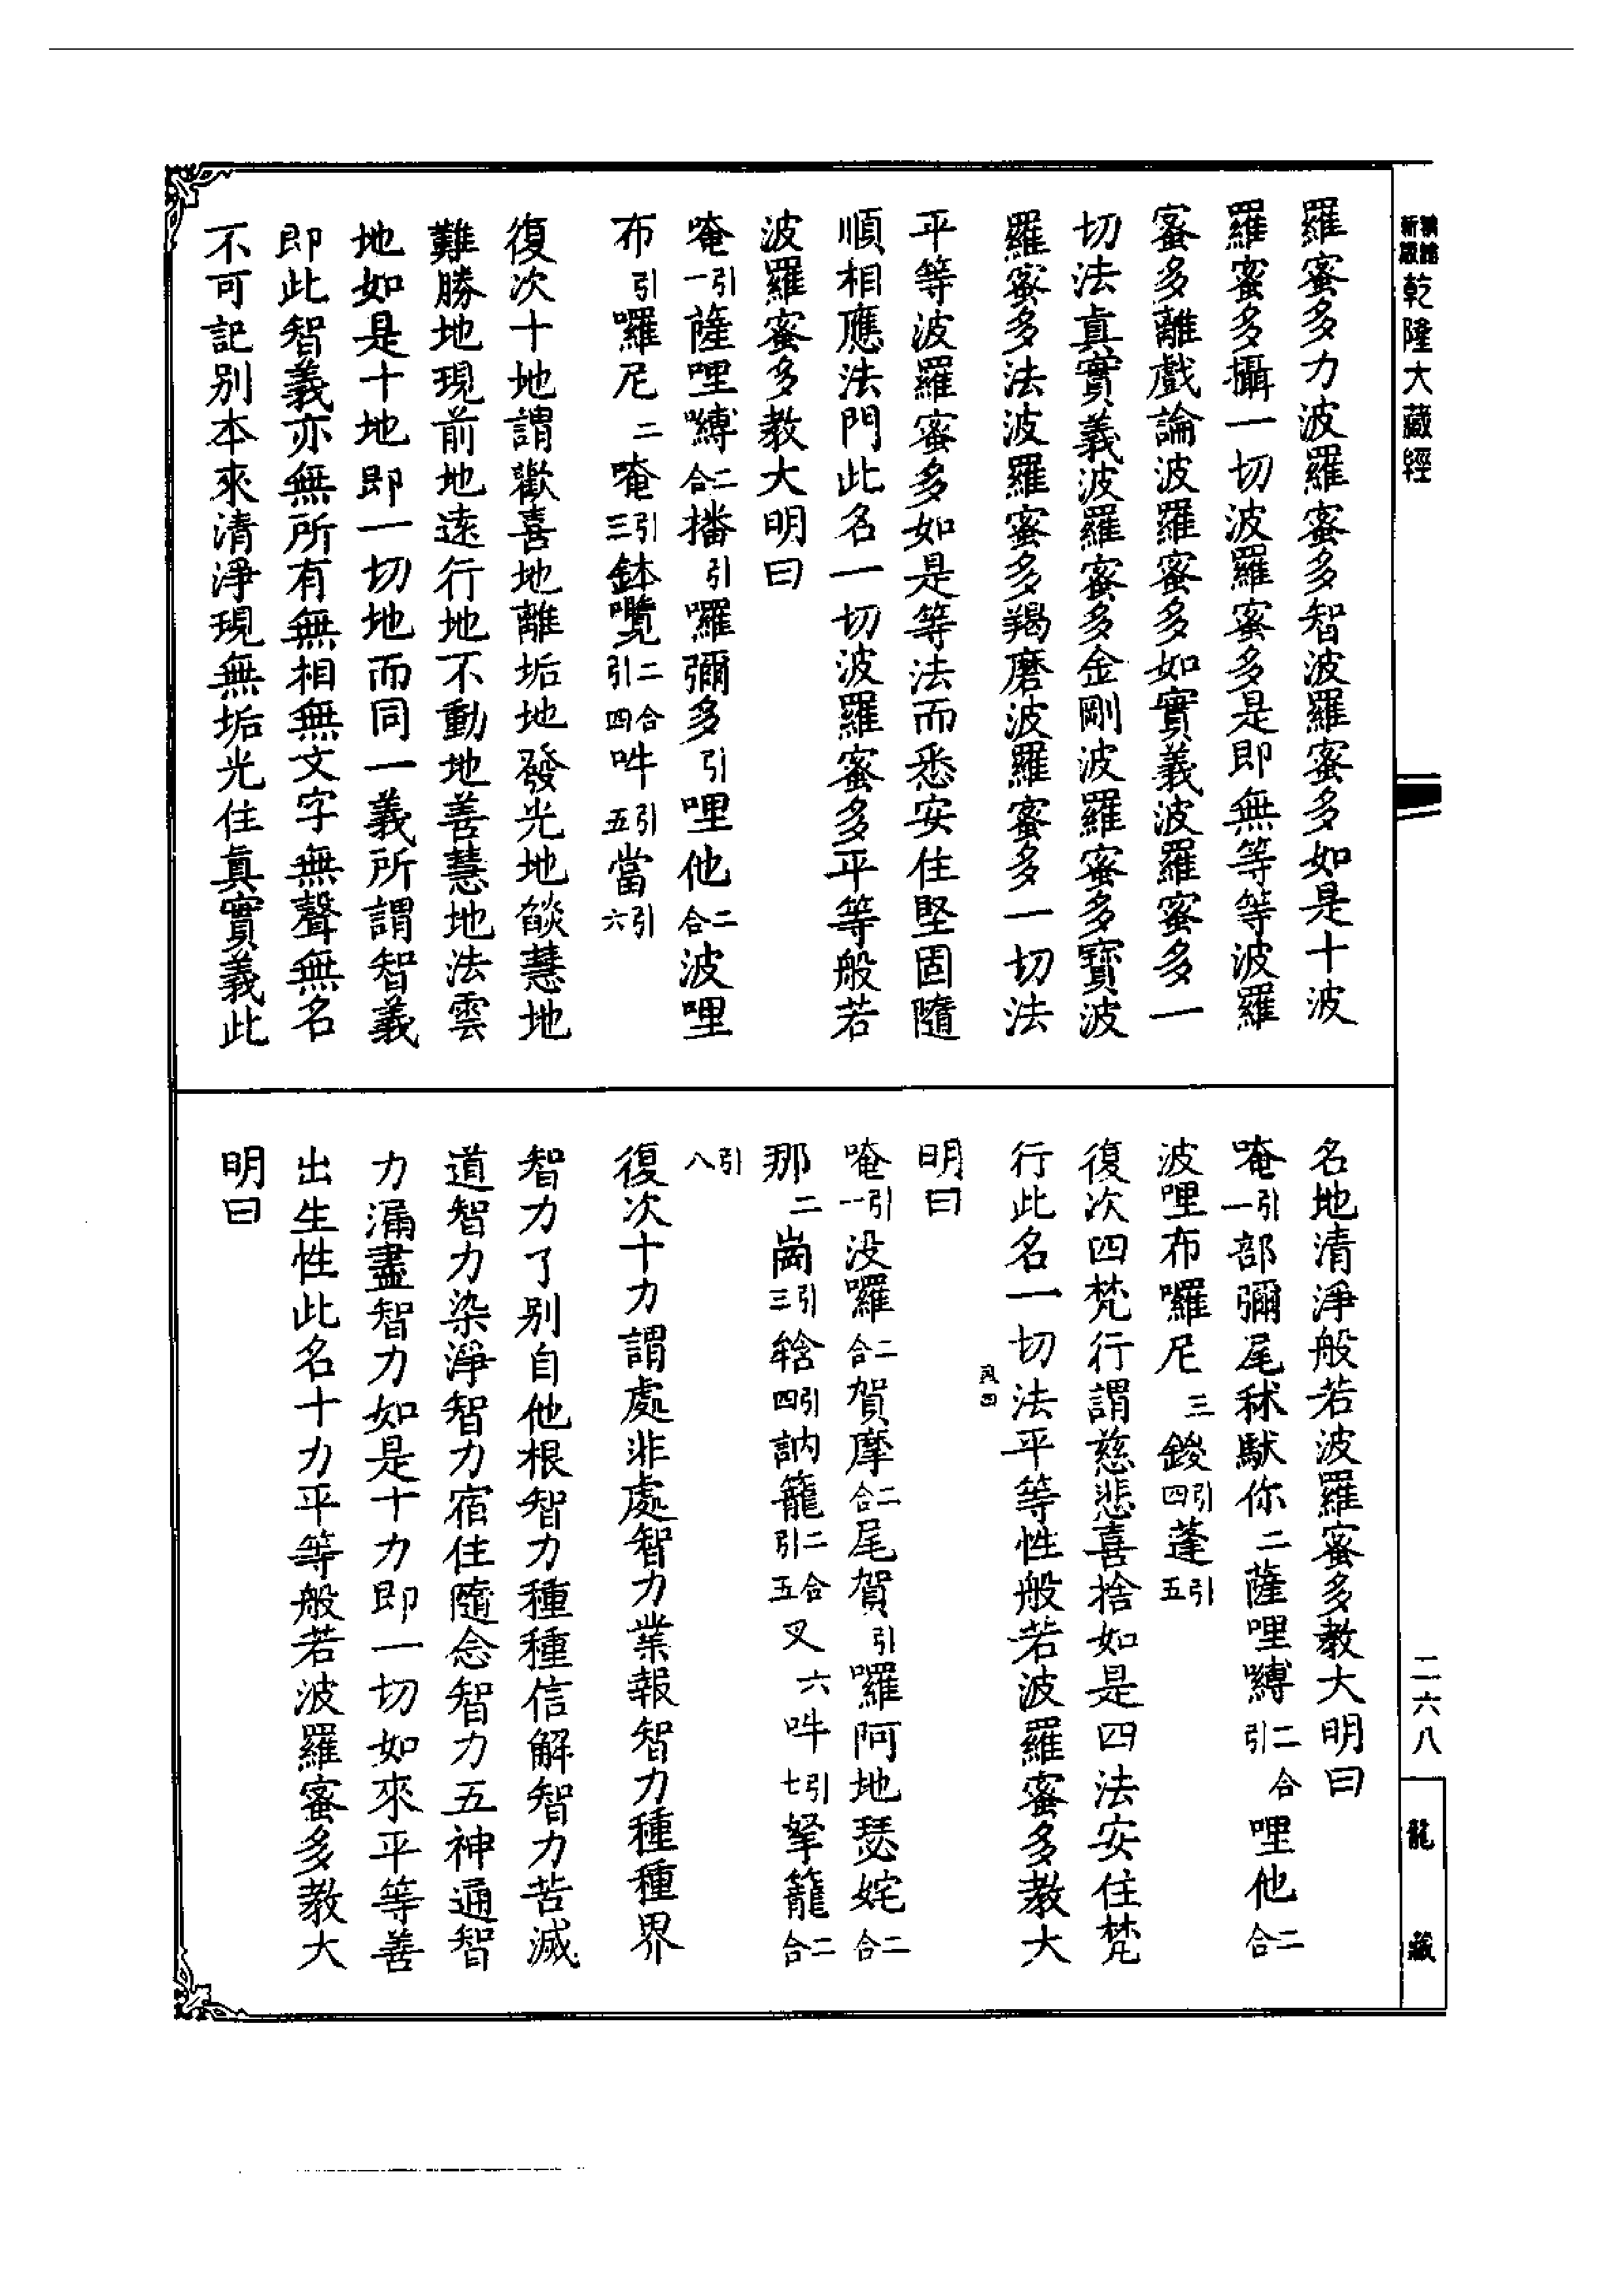 乾隆大藏經
羅蜜多力波羅蜜多智波羅蜜多如是十波
羅蜜多攝一切波羅蜜多是即無等等波羅
蜜多離戲論波羅蜜多如實義波羅蜜多一
切法真實義波羅蜜多金剛波羅蜜多寶波
羅蜜多法波羅蜜多羯磨波羅蜜多一切法
平等波羅蜜多如是等法而悉安住堅固隨
順相應法門此名一切波羅蜜多平等般若
波羅蜜多教大明曰
唵引一薩哩嚩二合播引囉彌多引哩他二合波哩
布引囉尼二唵引三鉢囕二合引四吽引五當引六
復次十地謂歡喜地離垢地發光地燄慧地
難勝地現前地遠行地不動地善慧地法雲
地如是十地即一切地而同一義所謂智義
即此智義亦無所有無相無文字無聲無名
不可記别本來清淨現無垢光住真實義此
名地清淨般若波羅蜜多教大明曰
唵引一部彌尾秫馱你二薩哩嚩二合引哩他二合
波哩布囉尼三鋑引四蓬引五
復次四梵行謂慈悲喜捨如是四法安住梵
行此名一切法平等性般若波羅蜜多教大
明曰
唵引一没囉二合賀摩二合尾賀引囉阿地瑟姹二合
那二崗引三𤚥引四訥籠二合引五叉六吽引七拏籠二合
引八
復次十力謂處非處智力業報智力種種界
智力了别自他根智力種種信解智力苦滅
道智力染淨智力宿住隨念智力五神通智
力漏盡智力如是十力即一切如來平等善
出生性此名十力平等般若波羅蜜多教大
明曰
二六八
龍藏